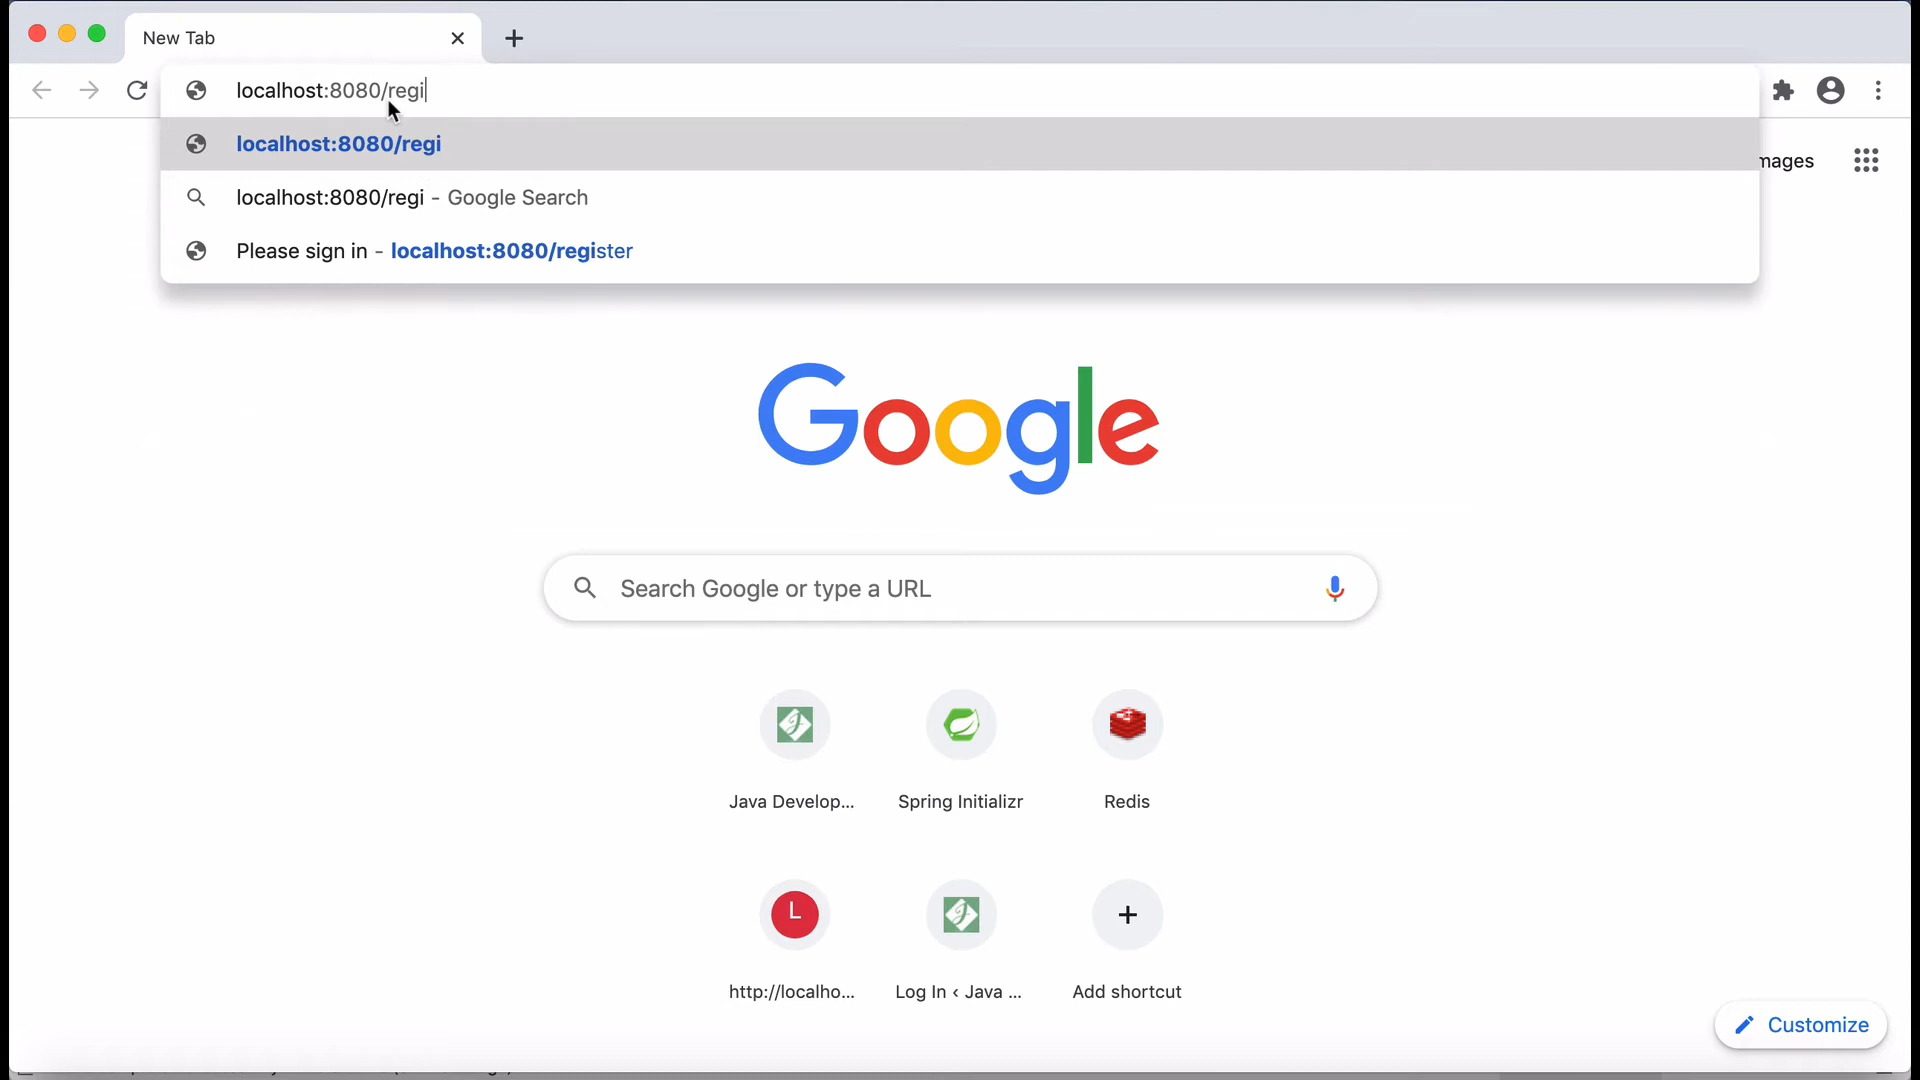 New Tab
localhost:8080/regi
localhost:8080/regi
mages
localhost:8080/regi - Google Search
Please sign in - localhost:8080/register
Google
Search Google or type a URL
Java Develop...
Spring Initializr
Redis
L
http://localho...
Log In ‹ Java ...
Add shortcut
Customize